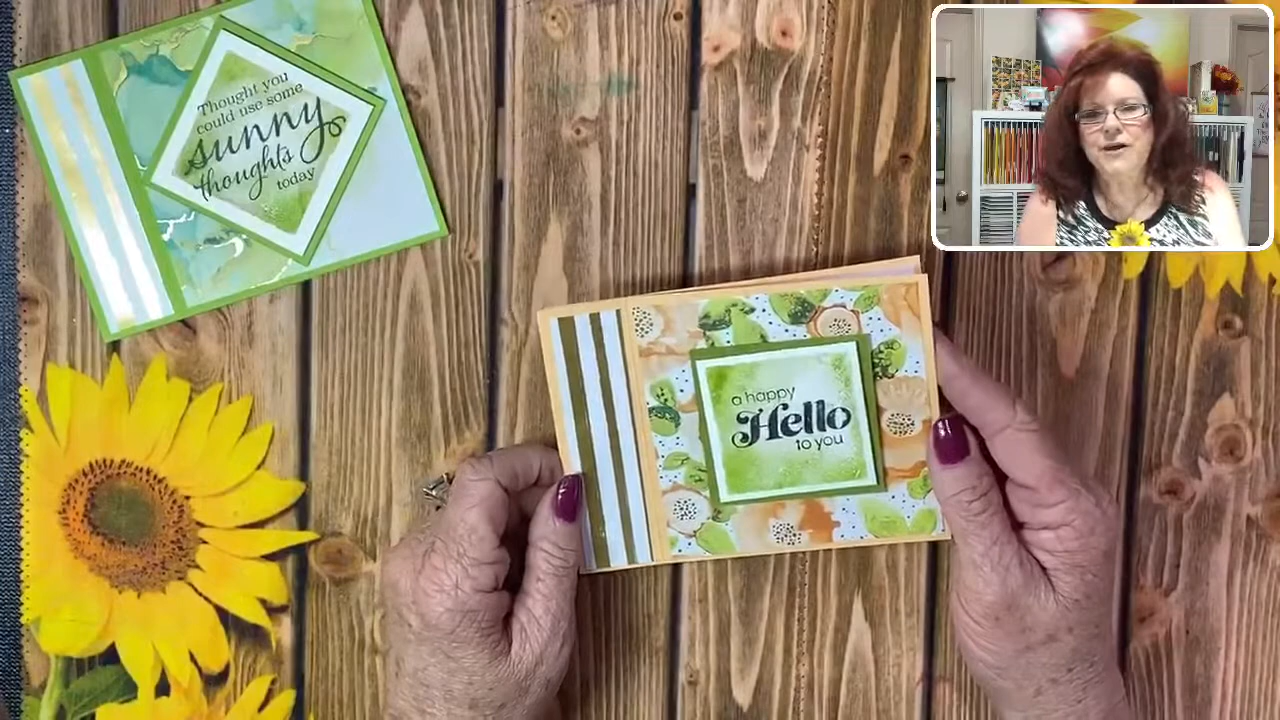 Thought you
could use some
sunny
thoughts
today
a happy
Hello
to you